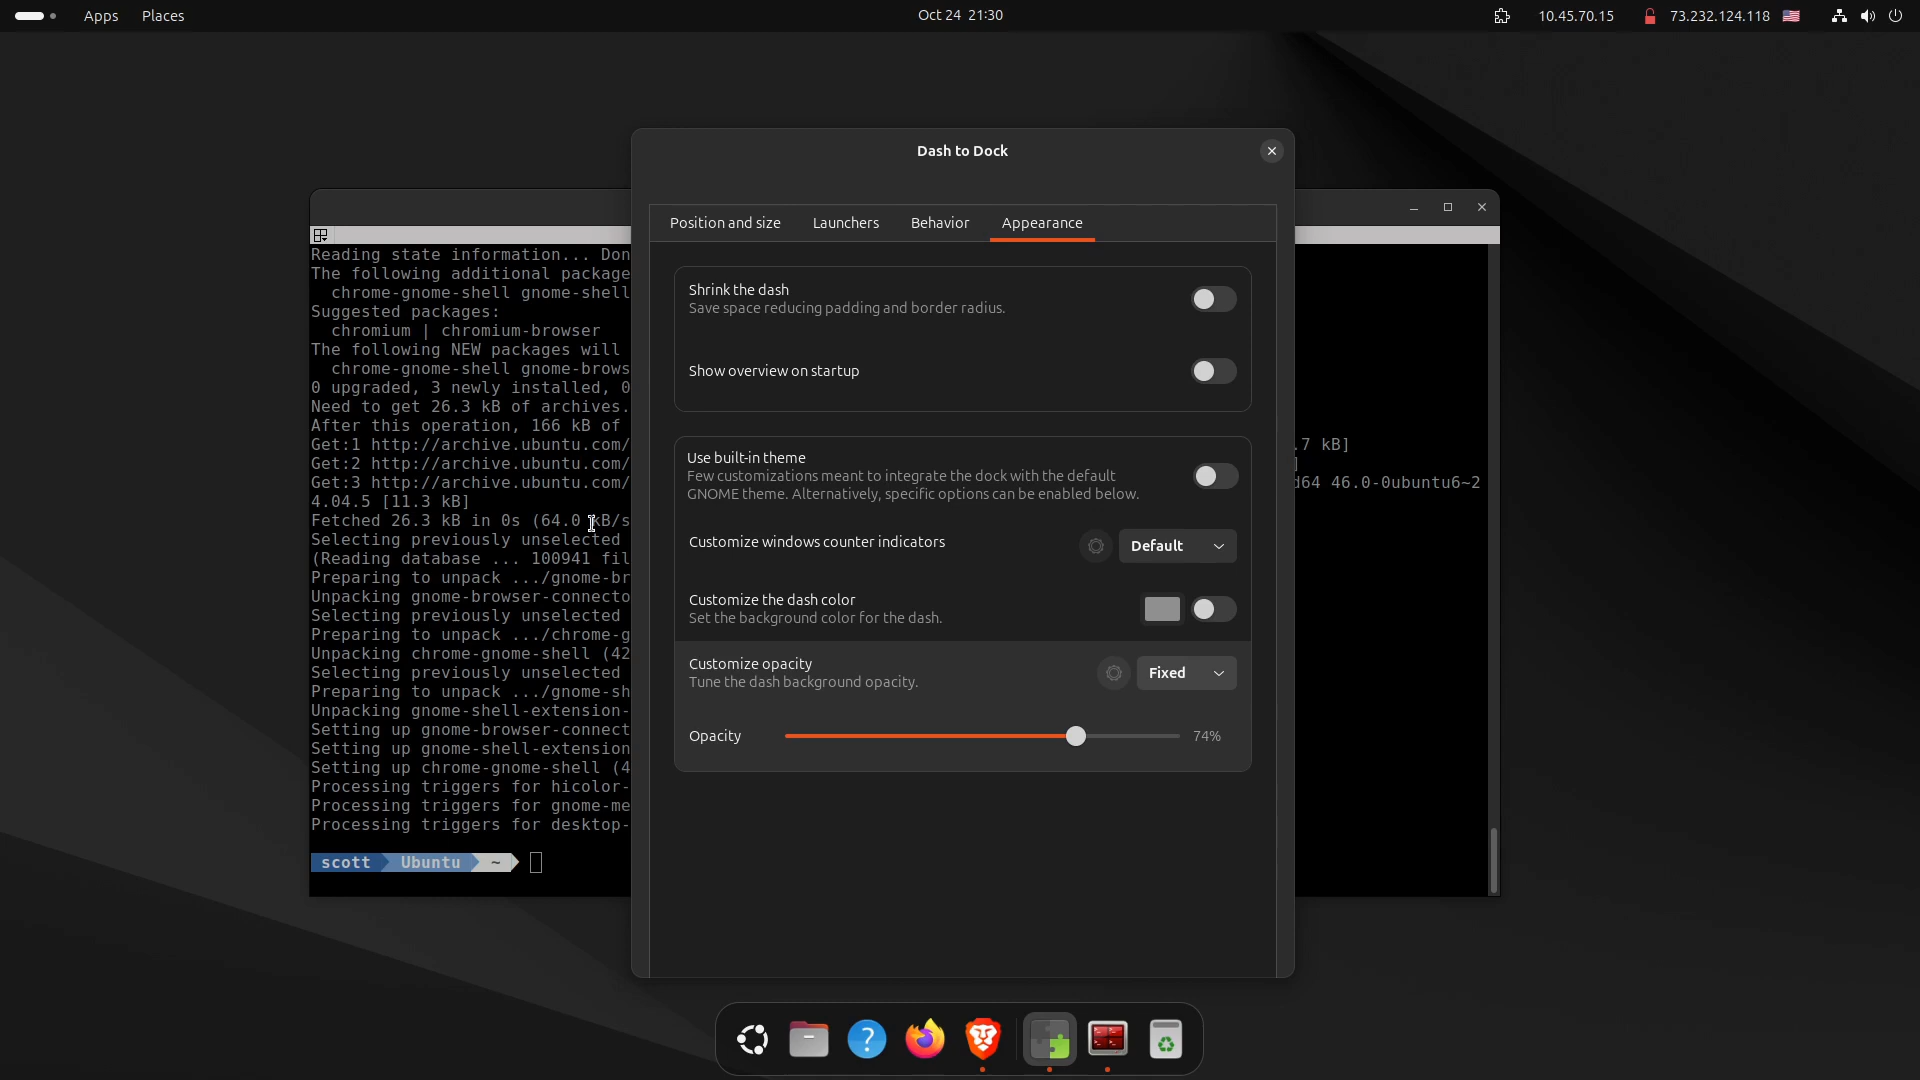 Apps Places Oct 24 21:30 10.45.70.15 73.232.124.118
Dash to Dock
Position and size Launchers Behavior Appearance
Shrink the dash
Save space reducing padding and border radius.
Show overview on startup
Use built-in theme
Few customizations meant to integrate the dock with the default
GNOME theme. Alternatively, specific options can be enabled below.
Customize windows counter indicators Default
Customize the dash color
Set the background color for the dash.
Customize opacity Fixed
Tune the dash background opacity.
Opacity 74%
Reading state information... Don
The following additional package
chrome-gnome-shell gnome-shell
Suggested packages:
chromium | chromium-browser
The following NEW packages will
chrome-gnome-shell gnome-brows
0 upgraded, 3 newly installed, 0
Need to get 26.3 kB of archives.
After this operation, 166 kB of
Get:1 http://archive.ubuntu.com/ .7 kB]
Get:2 http://archive.ubuntu.com/ ]
Get:3 http://archive.ubuntu.com/ d64 46.0-0ubuntu6~2
4.04.5 [11.3 kB]
Fetched 26.3 kB in 0s (64.0 kB/s
Selecting previously unselected
(Reading database ... 100941 fil
Preparing to unpack .../gnome-br
Unpacking gnome-browser-connecto
Selecting previously unselected
Preparing to unpack .../chrome-g
Unpacking chrome-gnome-shell (42
Selecting previously unselected
Preparing to unpack .../gnome-sh
Unpacking gnome-shell-extension-
Setting up gnome-browser-connect
Setting up gnome-shell-extension
Setting up chrome-gnome-shell (4
Processing triggers for hicolor-
Processing triggers for gnome-me
Processing triggers for desktop-
scott Ubuntu ~